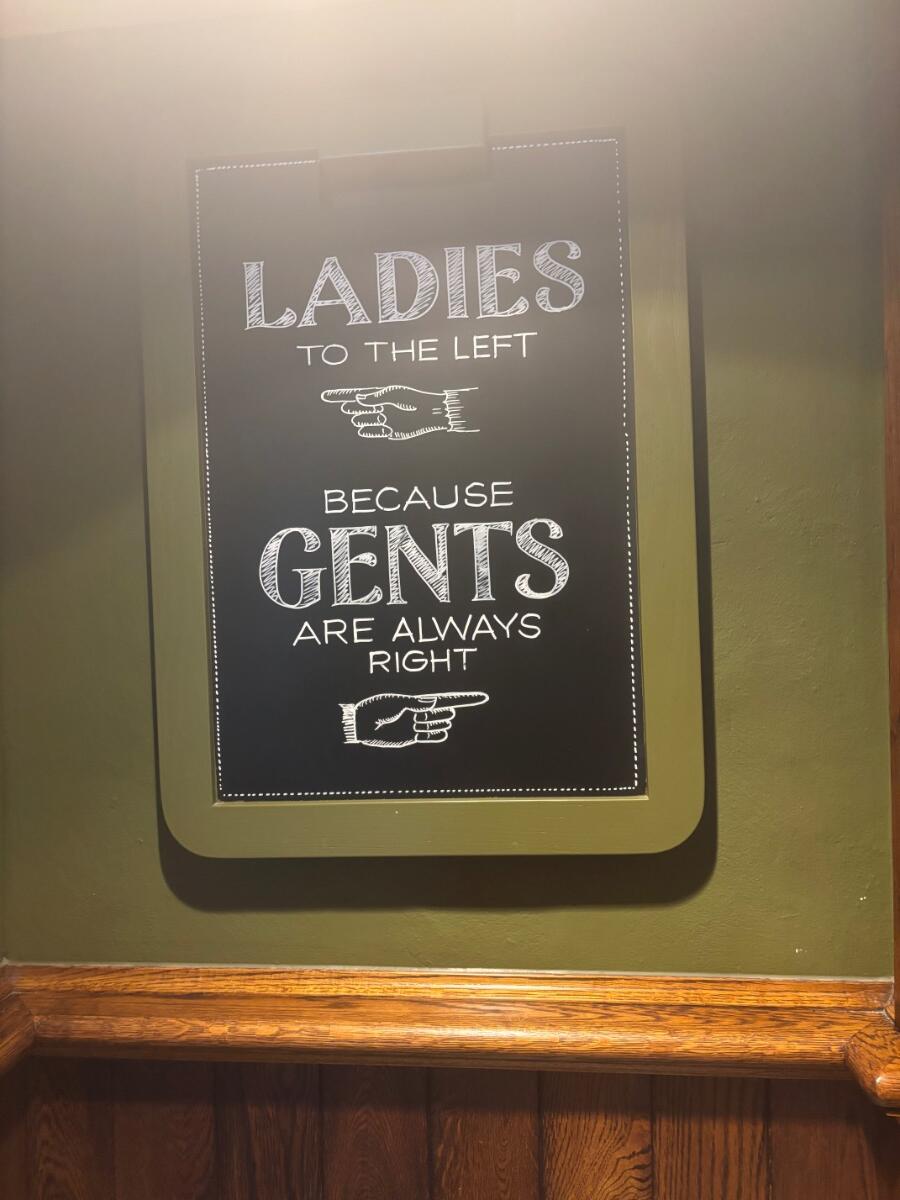 LADIES
TO THE LEFT
BECAUSE
GENTS
ARE ALWAYS
RIGHT